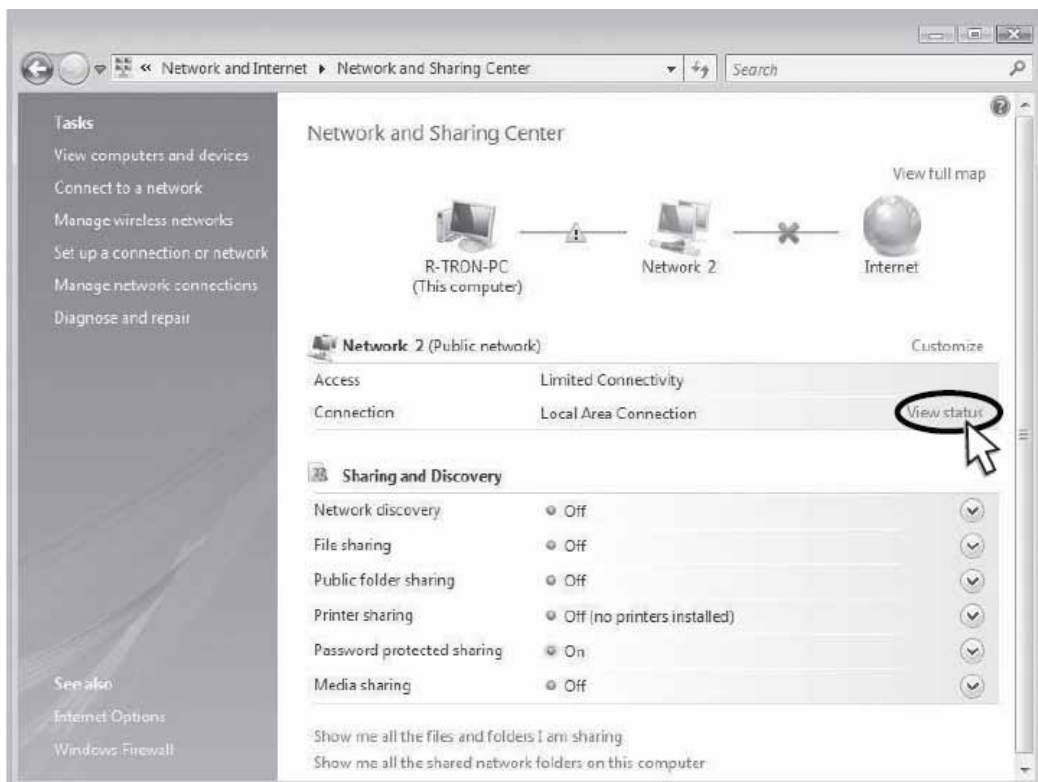 « Network and Internet ▸ Network and Sharing Center
Search
Tasks
View computers and devices
Connect to a network
Manage wireless networks
Set up a connection or network
Manage network connections
Diagnose and repair
See also
Internet Options
Windows Firewall
Network and Sharing Center
View full map
R-TRON-PC
(This computer)
Network 2
Internet
Network 2 (Public network)
Customize
Access Limited Connectivity
Connection Local Area Connection View status
Sharing and Discovery
Network discovery Off
File sharing Off
Public folder sharing Off
Printer sharing Off (no printers installed)
Password protected sharing On
Media sharing Off
Show me all the files and folders I am sharing
Show me all the shared network folders on this computer